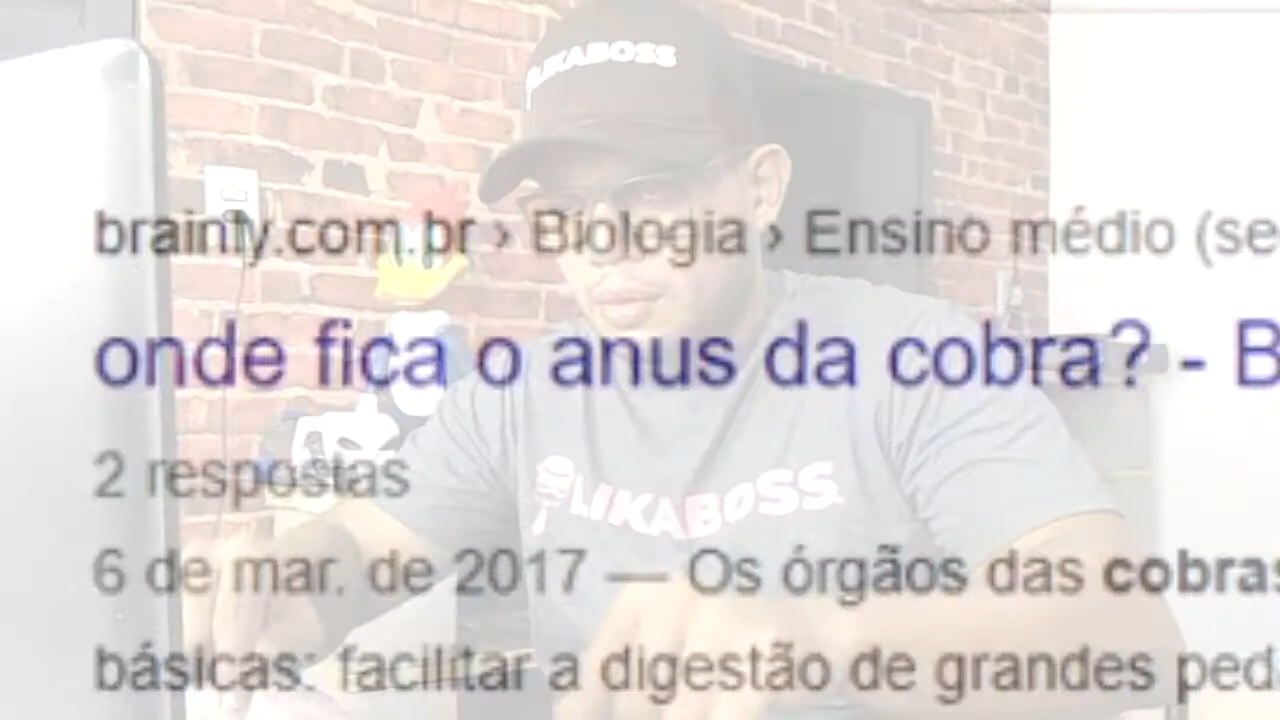 LIKABOSS
brainly.com.br › Biologia › Ensino médio (se
onde fica o anus da cobra? - B
2 respostas
LIKABOSS
6 de mar. de 2017 — Os órgãos das cobras
básicas: facilitar a digestão de grandes ped